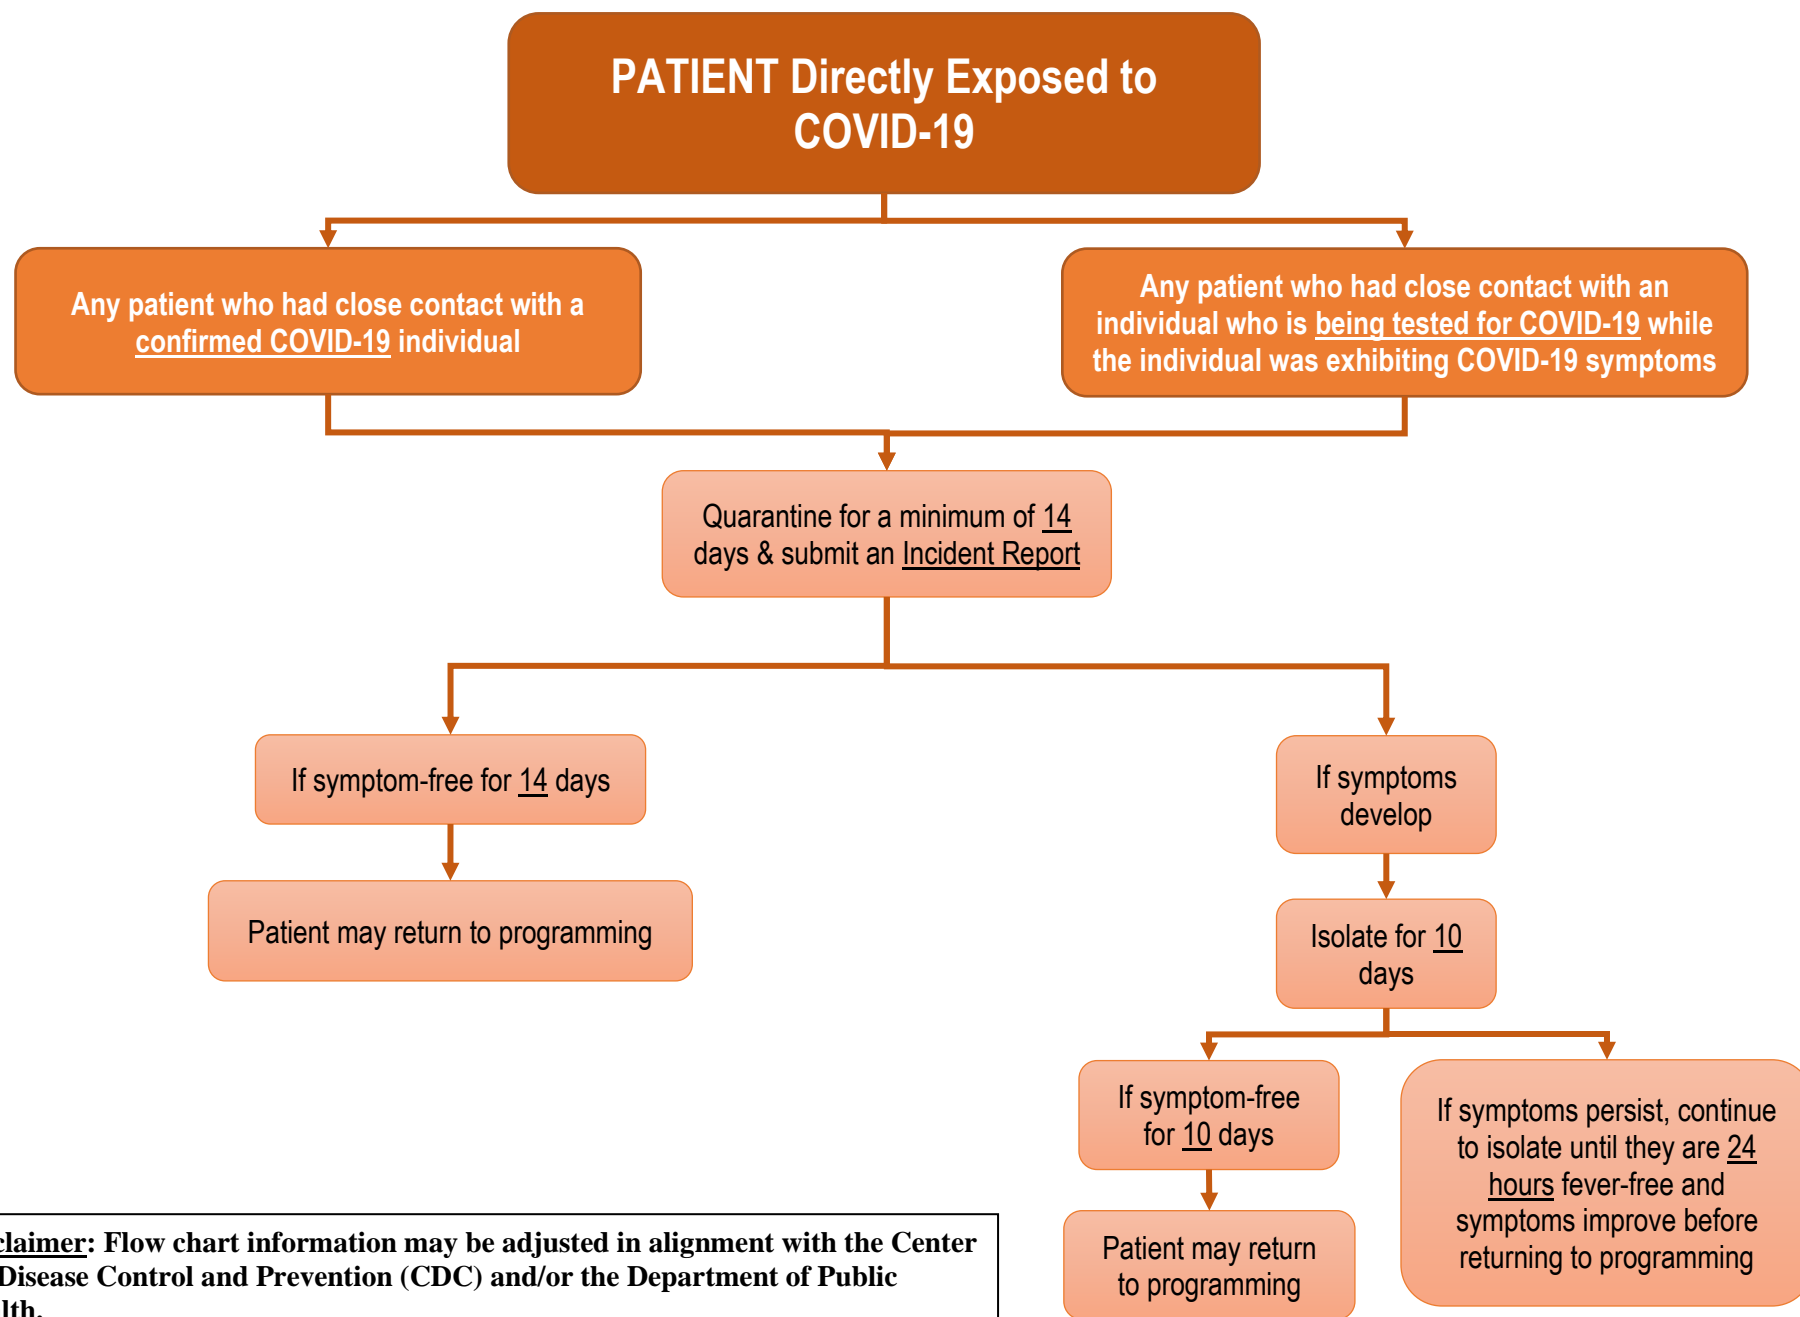 PATIENT Directly Exposed to
COVID-19
Any patient who had close contact with a
confirmed COVID-19 individual
Any patient who had close contact with an
individual who is being tested for COVID-19 while
the individual was exhibiting COVID-19 symptoms
Quarantine for a minimum of 14
days & submit an Incident Report
If symptom-free for 14 days
Patient may return to programming
If symptoms
develop
Isolate for 10
days
If symptom-free
for 10 days
Patient may return
to programming
If symptoms persist, continue
to isolate until they are 24
hours fever-free and
symptoms improve before
returning to programming
claimer: Flow chart information may be adjusted in alignment with the Center
Disease Control and Prevention (CDC) and/or the Department of Public
lth.